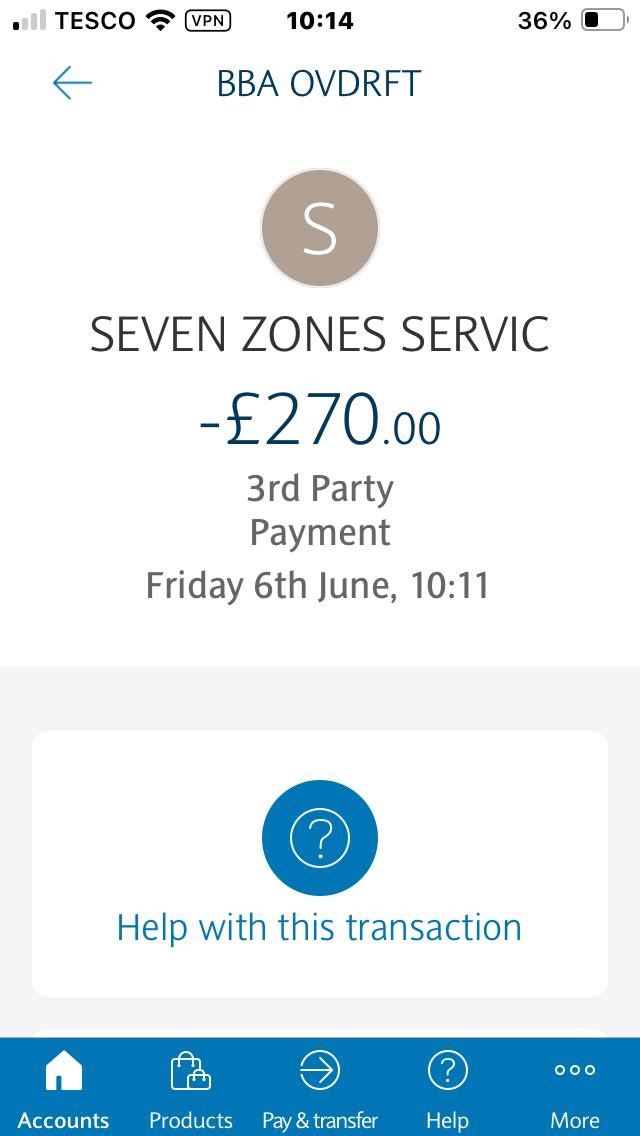 TESCO VPN 10:14 36%
BBA OVDRFT
S
SEVEN ZONES SERVIC
-£270.00
3rd Party
Payment
Friday 6th June, 10:11
?
Help with this transaction
?
Accounts Products Pay & transfer Help More